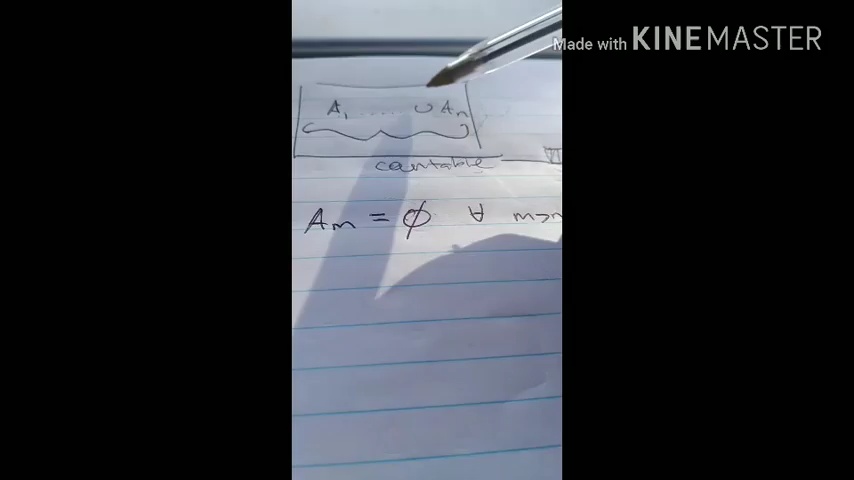 Made with KINEMASTER
A₁ ..... ∪ Aₙ
countable
Aₘ = ϕ ∀ m>n